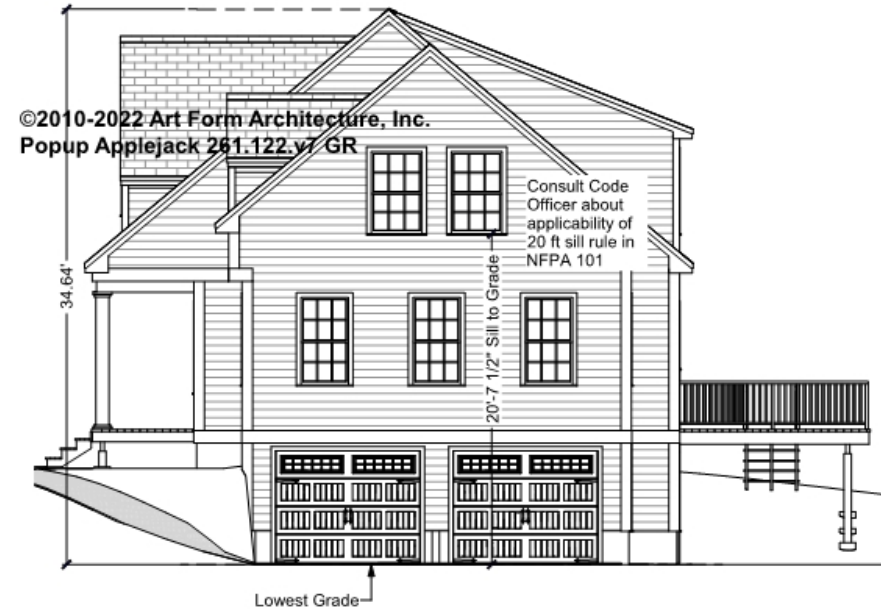 ©2010-2022 Art Form Architecture, Inc.
Popup Applejack 261.122.v7 GR
Consult Code
Officer about
applicability of
20 ft sill rule in
NFPA 101
34.64'
20'-7 1/2" Sill to Grade
Lowest Grade